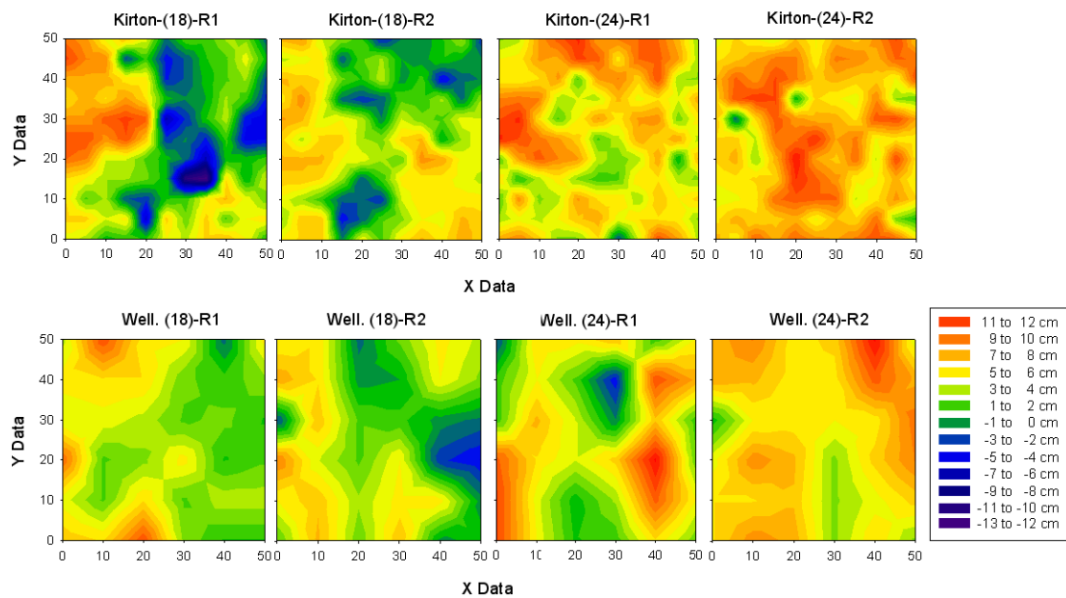 Kirton-(18)-R1 Kirton-(18)-R2 Kirton-(24)-R1 Kirton-(24)-R2
50
40
30
20
10
0
Y Data
0 10 20 30 40 50 0 10 20 30 40 50 0 10 20 30 40 50 0 10 20 30 40 50
X Data
Well. (18)-R1 Well. (18)-R2 Well. (24)-R1 Well. (24)-R2
50
40
30
20
10
0
Y Data
0 10 20 30 40 50 0 10 20 30 40 50 0 10 20 30 40 50 0 10 20 30 40 50
X Data
11 to 12 cm
9 to 10 cm
7 to 8 cm
5 to 6 cm
3 to 4 cm
1 to 2 cm
-1 to 0 cm
-3 to -2 cm
-5 to -4 cm
-7 to -6 cm
-9 to -8 cm
-11 to -10 cm
-13 to -12 cm